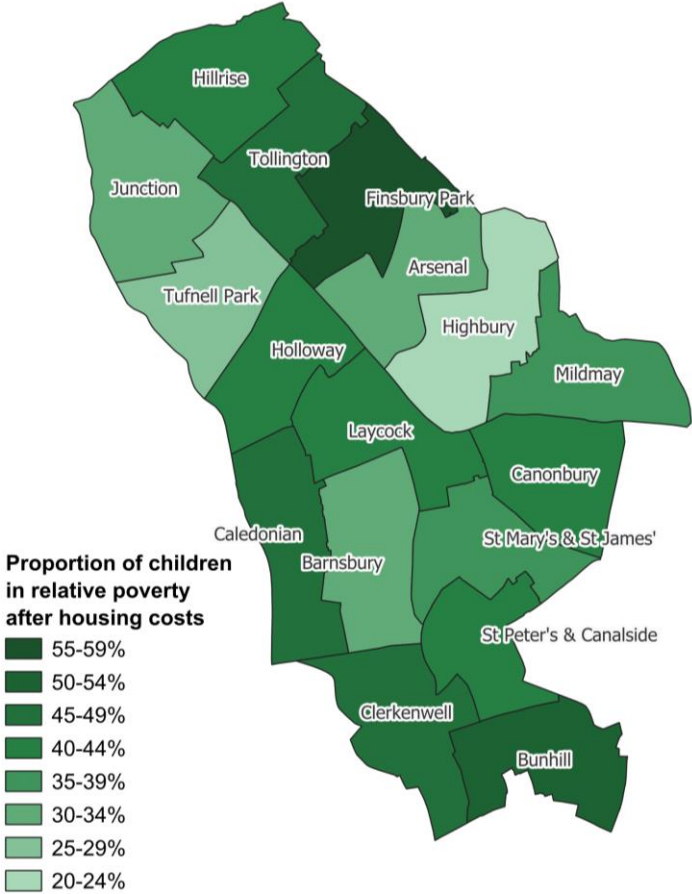 Hillrise
Tollington
Junction
Finsbury Park
Arsenal
Tufnell Park
Highbury
Holloway
Mildmay
Laycock
Canonbury
Caledonian
St Mary's & St James'
Barnsbury
St Peter's & Canalside
Clerkenwell
Bunhill
Proportion of children
in relative poverty
after housing costs
55-59%
50-54%
45-49%
40-44%
35-39%
30-34%
25-29%
20-24%